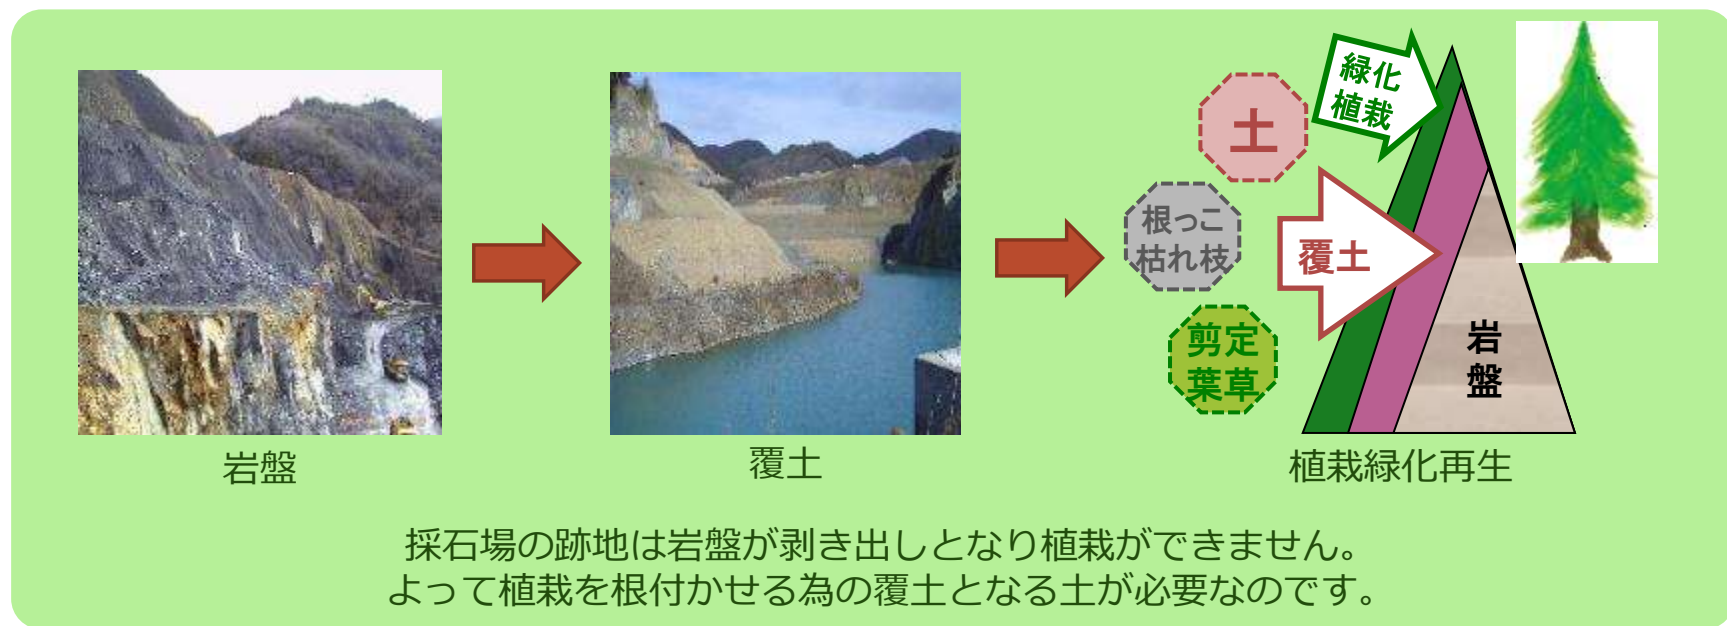 緑化
植栽
土
根っこ
枯れ枝
覆土
剪定
葉草
岩
盤
岩盤
覆土
植栽緑化再生
採石場の跡地は岩盤が剥き出しとなり植栽ができません。
よって植栽を根付かせる為の覆土となる土が必要なのです。